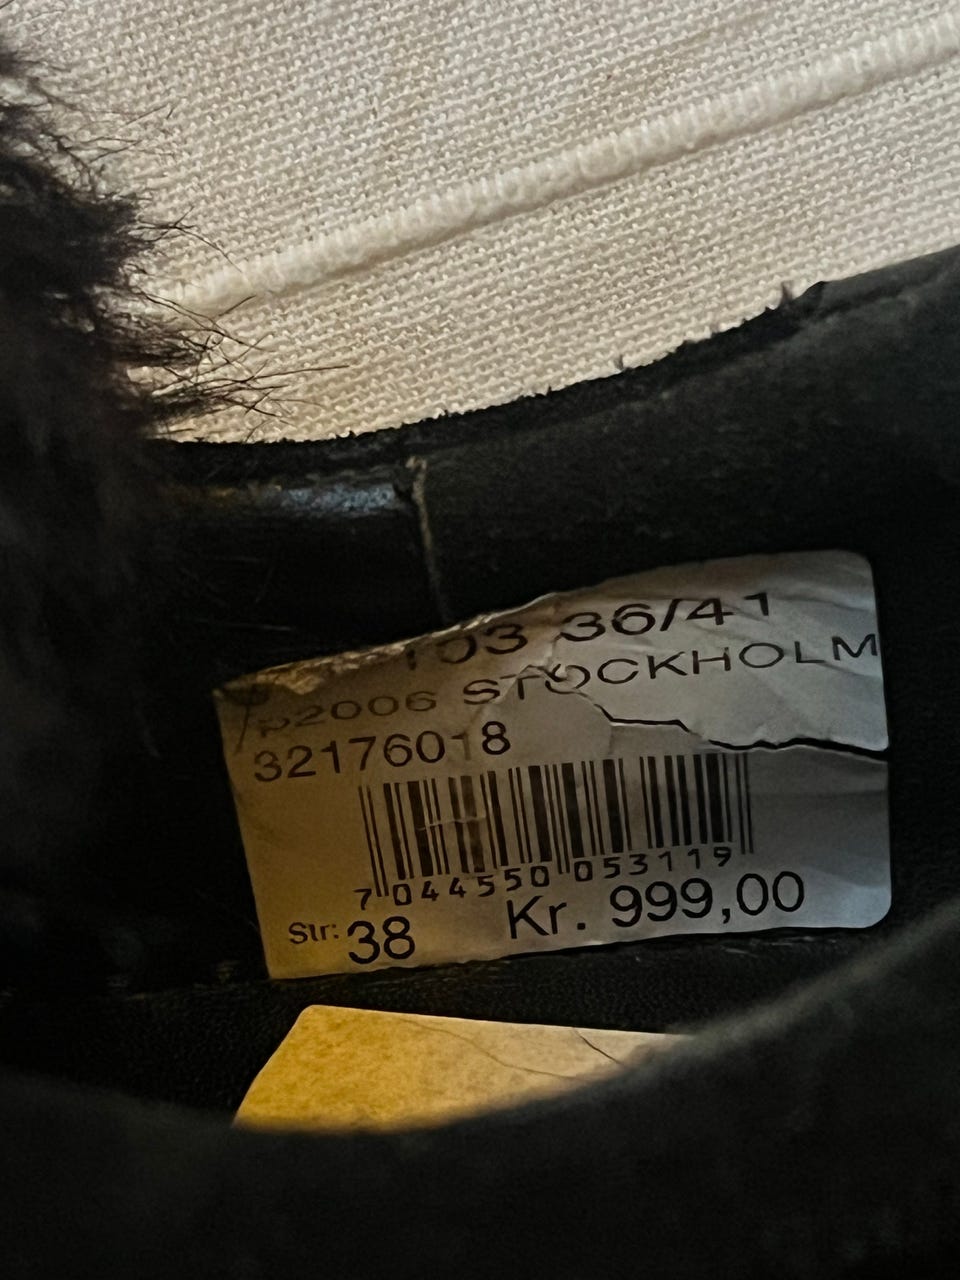 103 36/41
p2006 STOCKHOLM
32176018
7 044550 053119
Str: 38 Kr. 999,00